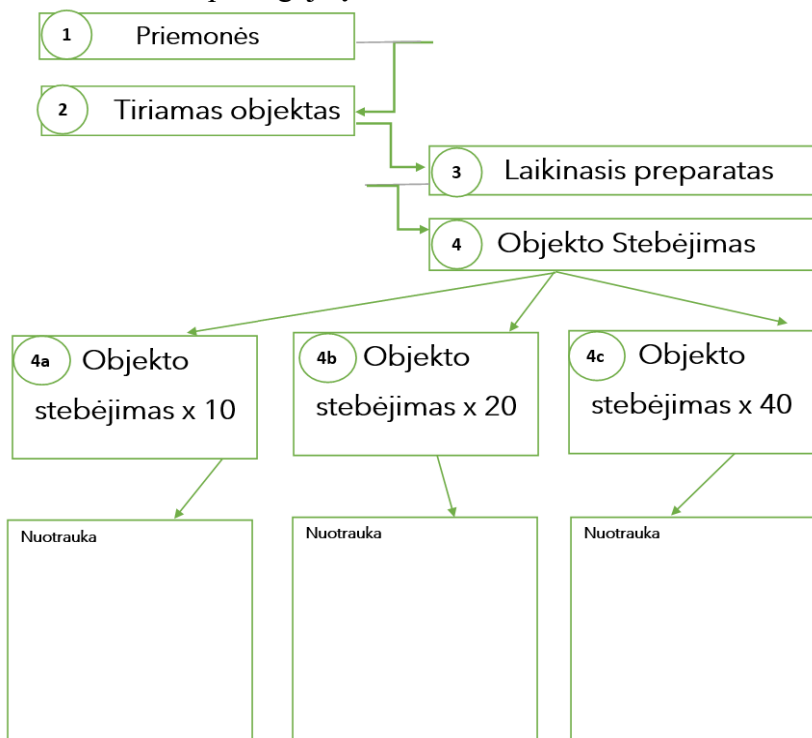 1 Priemonės
2 Tiriamas objektas
3 Laikinasis preparatas
4 Objekto Stebėjimas
4a Objekto
stebėjimas x 10
4b Objekto
stebėjimas x 20
4c Objekto
stebėjimas x 40
Nuotrauka
Nuotrauka
Nuotrauka